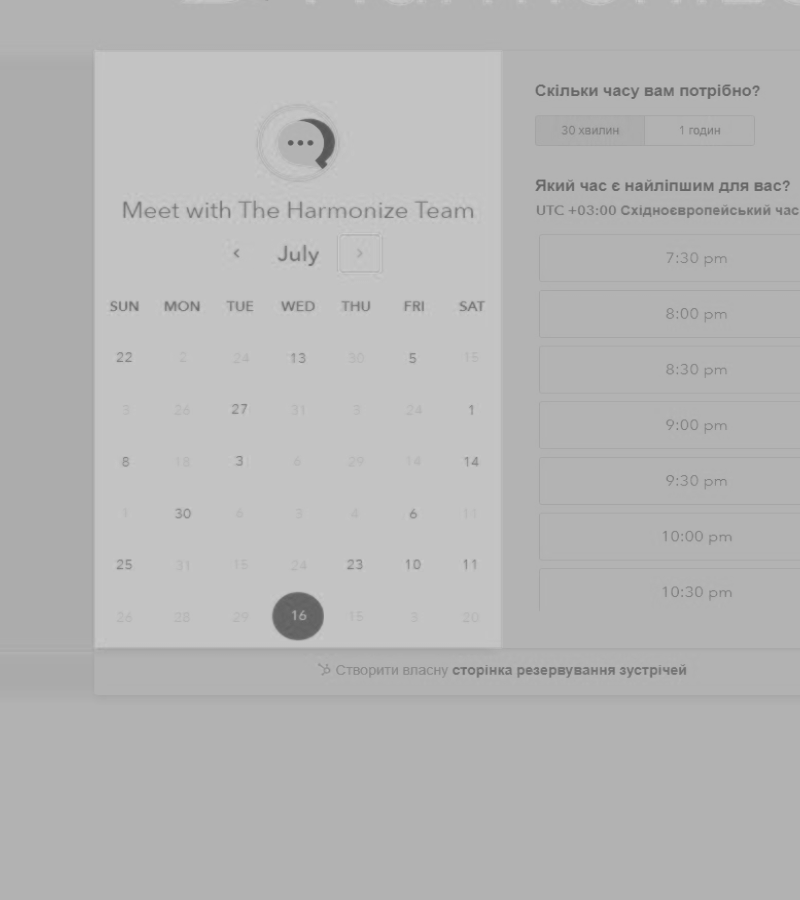 Meet with The Harmonize Team
July
SUN MON TUE WED THU FRI SAT
22 2 24 13 30 5 15
3 26 27 31 3 24 1
8 18 3 6 29 14 14
1 30 6 3 4 6 11
25 31 15 24 23 10 11
26 28 29 16 15 3 20
Скільки часу вам потрібно?
30 хвилин 1 годин
Який час є найліпшим для вас?
UTC +03:00 Східноєвропейський час
7:30 pm
8:00 pm
8:30 pm
9:00 pm
9:30 pm
10:00 pm
10:30 pm
Створити власну сторінка резервування зустрічей